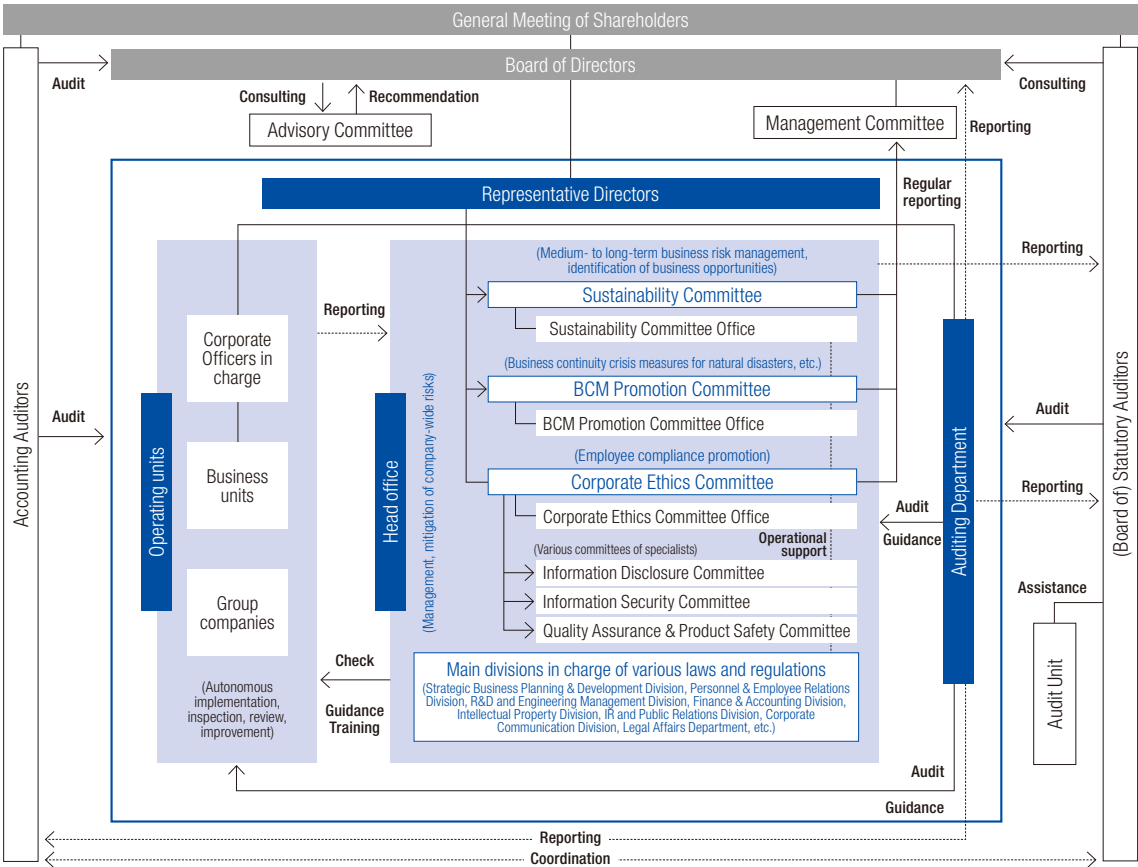 General Meeting of Shareholders
Board of Directors
Audit
Consulting
Recommendation
Consulting
Advisory Committee
Management Committee
Reporting
Representative Directors
Regular
reporting
(Medium- to long-term business risk management,
identification of business opportunities)
Reporting
Sustainability Committee
Reporting
Sustainability Committee Office
Corporate
Officers in
charge
(Business continuity crisis measures for natural disasters, etc.)
BCM Promotion Committee
BCM Promotion Committee Office
Audit
Audit
Accounting Auditors
Operating units
Head office
(Management, mitigation of company-wide risks)
Auditing Department
(Board of) Statutory Auditors
Business
units
(Employee compliance promotion)
Corporate Ethics Committee
Reporting
Corporate Ethics Committee Office
Audit
Guidance
Operational
support
(Various committees of specialists)
Information Disclosure Committee
Information Security Committee
Quality Assurance & Product Safety Committee
Group
companies
Assistance
Audit Unit
Check
Guidance
Training
Main divisions in charge of various laws and regulations
(Strategic Business Planning & Development Division, Personnel & Employee Relations
Division, R&D and Engineering Management Division, Finance & Accounting Division,
Intellectual Property Division, IR and Public Relations Division, Corporate
Communication Division, Legal Affairs Department, etc.)
(Autonomous
implementation,
inspection, review,
improvement)
Audit
Guidance
Reporting
Coordination